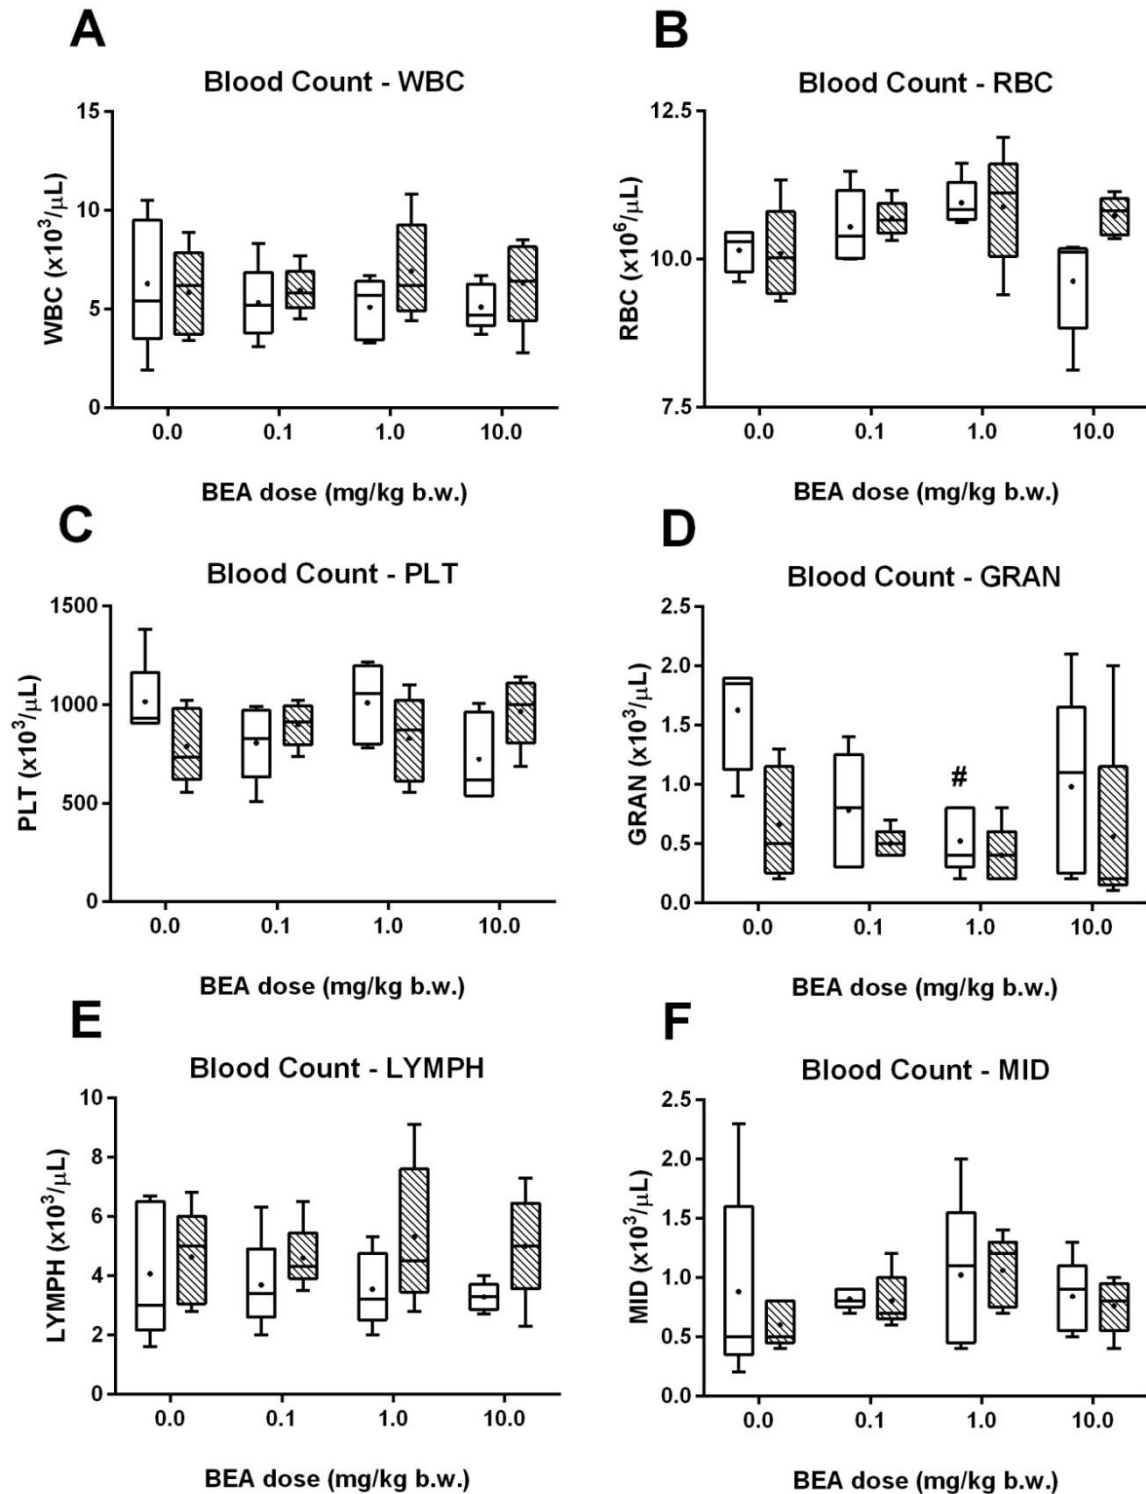 A
Blood Count - WBC
WBC (x10³/µL)
15
10
5
0
0.0 0.1 1.0 10.0
BEA dose (mg/kg b.w.)
B
Blood Count - RBC
RBC (x10⁶/µL)
12.5
10.0
7.5
0.0 0.1 1.0 10.0
BEA dose (mg/kg b.w.)
C
Blood Count - PLT
PLT (x10³/µL)
1500
1000
500
0
0.0 0.1 1.0 10.0
BEA dose (mg/kg b.w.)
D
Blood Count - GRAN
GRAN (x10³/µL)
2.5
2.0
1.5
1.0
0.5
0.0
#
0.0 0.1 1.0 10.0
BEA dose (mg/kg b.w.)
E
Blood Count - LYMPH
LYMPH (x10³/µL)
10
8
6
4
2
0
0.0 0.1 1.0 10.0
BEA dose (mg/kg b.w.)
F
Blood Count - MID
MID (x10³/µL)
2.5
2.0
1.5
1.0
0.5
0.0
0.0 0.1 1.0 10.0
BEA dose (mg/kg b.w.)